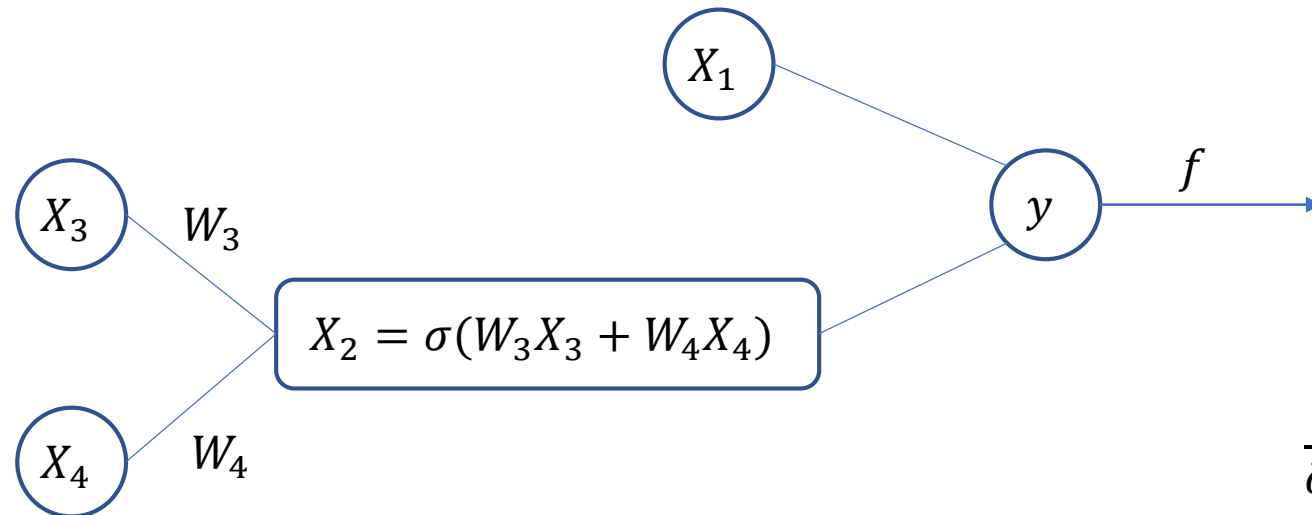 X₁
f
X₃
W₃
y
X₂ = σ(W₃X₃ + W₄X₄)
W₄
X₄